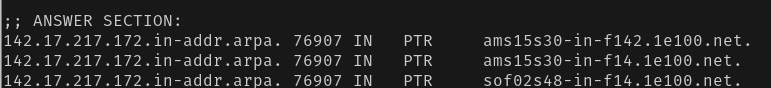 ;; ANSWER SECTION:
142.17.217.172.in-addr.arpa. 76907 IN PTR ams15s30-in-f142.1e100.net.
142.17.217.172.in-addr.arpa. 76907 IN PTR ams15s30-in-f14.1e100.net.
142.17.217.172.in-addr.arpa. 76907 IN PTR sof02s48-in-f14.1e100.net.